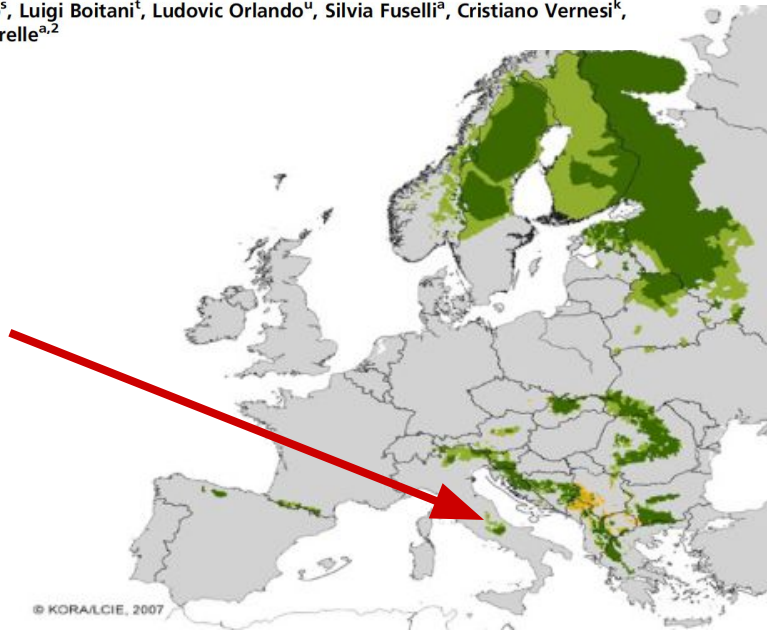 s, Luigi Boitani t, Ludovic Orlando u, Silvia Fuselli a, Cristiano Vernesi k,
relle a,2
© KORA/LCIE, 2007